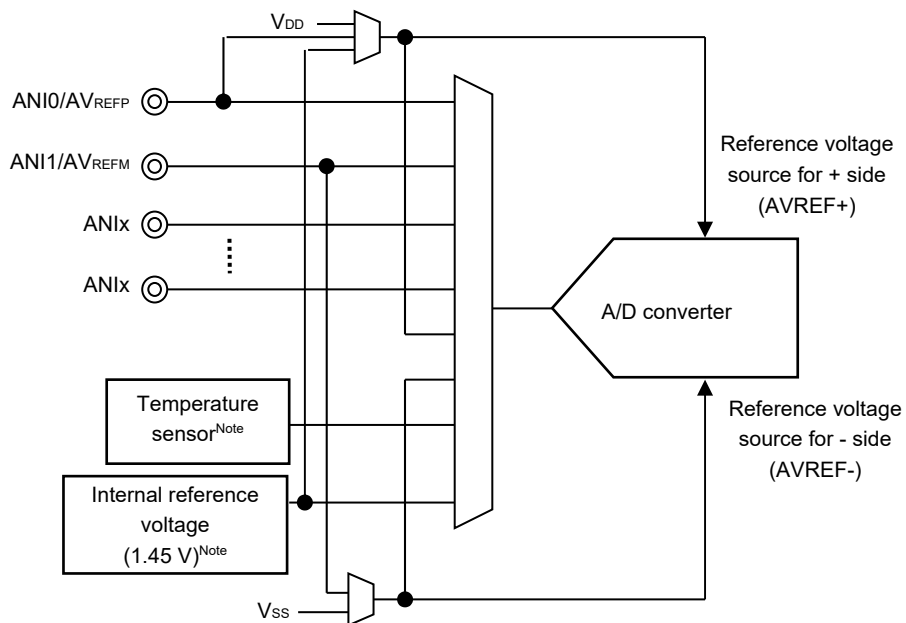 VDD
ANI0/AVREFP
ANI1/AVREFM
ANIx
ANIx
Reference voltage
source for + side
(AVREF+)
A/D converter
Temperature
sensorNote
Internal reference
voltage
(1.45 V)Note
Reference voltage
source for - side
(AVREF-)
VSS